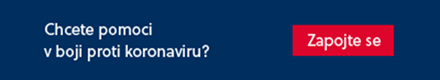 Chcete pomoci
v boji proti koronaviru?
Zapojte se